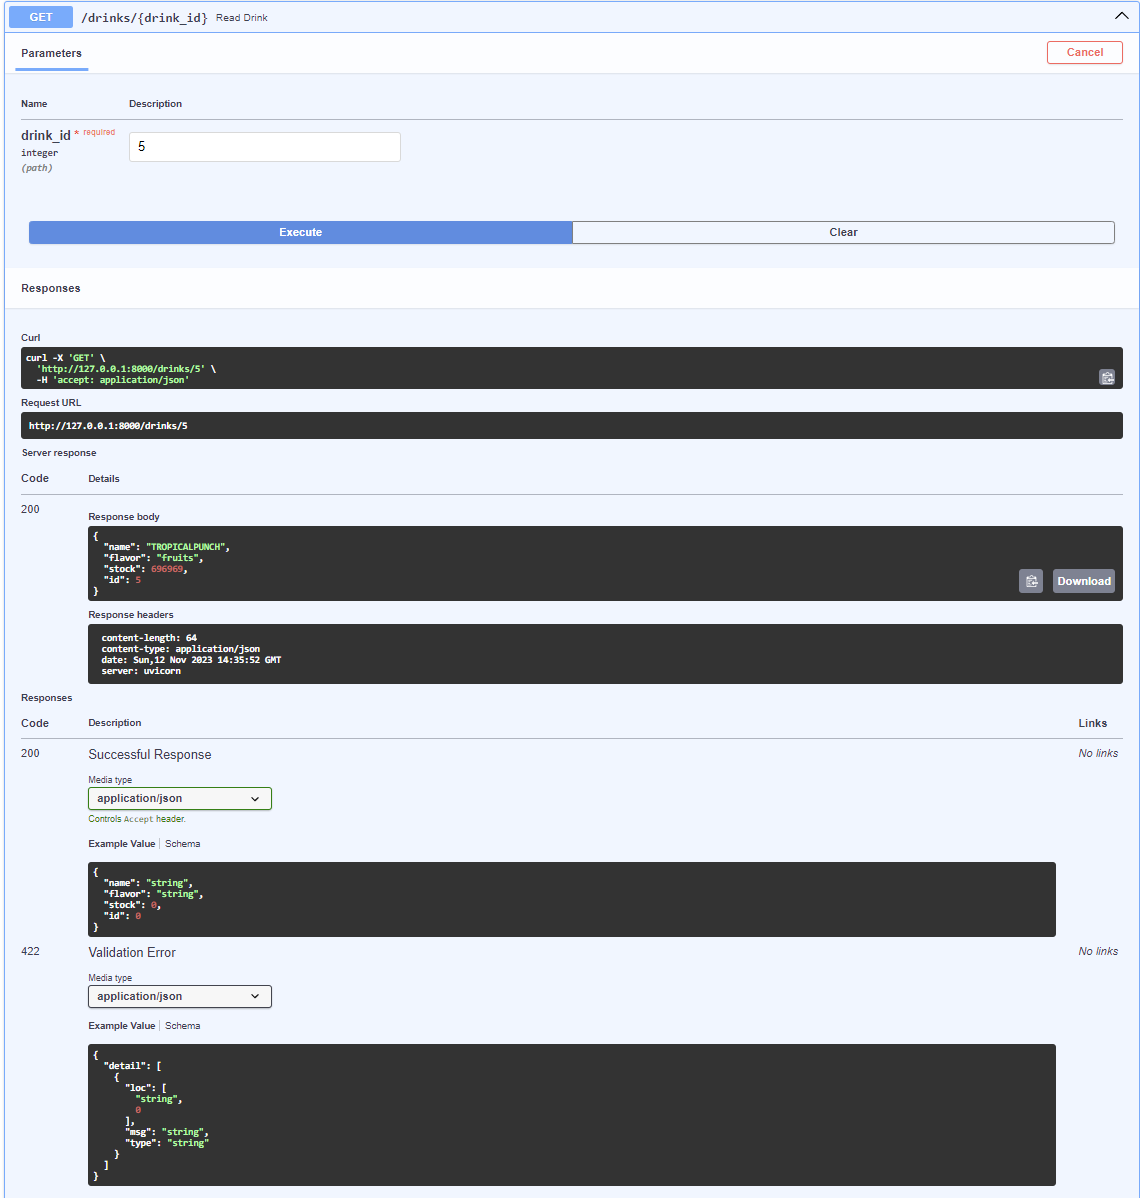 GET /drinks/{drink_id} Read Drink
Parameters Cancel
Name Description
drink_id * required
integer
(path)
5
Execute Clear
Responses
Curl
curl -X 'GET' \
  'http://127.0.0.1:8000/drinks/5' \
  -H 'accept: application/json'
Request URL
http://127.0.0.1:8000/drinks/5
Server response
Code Details
200
Response body
{
  "name": "TROPICALPUNCH",
  "flavor": "fruits",
  "stock": 696969,
  "id": 5
}
Download
Response headers
content-length: 64
content-type: application/json
date: Sun,12 Nov 2023 14:35:52 GMT
server: uvicorn
Responses
Code Description Links
200 Successful Response No links
Media type
application/json
Controls Accept header.
Example Value Schema
{
  "name": "string",
  "flavor": "string",
  "stock": 0,
  "id": 0
}
422 Validation Error No links
Media type
application/json
Example Value Schema
{
  "detail": [
    {
      "loc": [
        "string",
        0
      ],
      "msg": "string",
      "type": "string"
    }
  ]
}